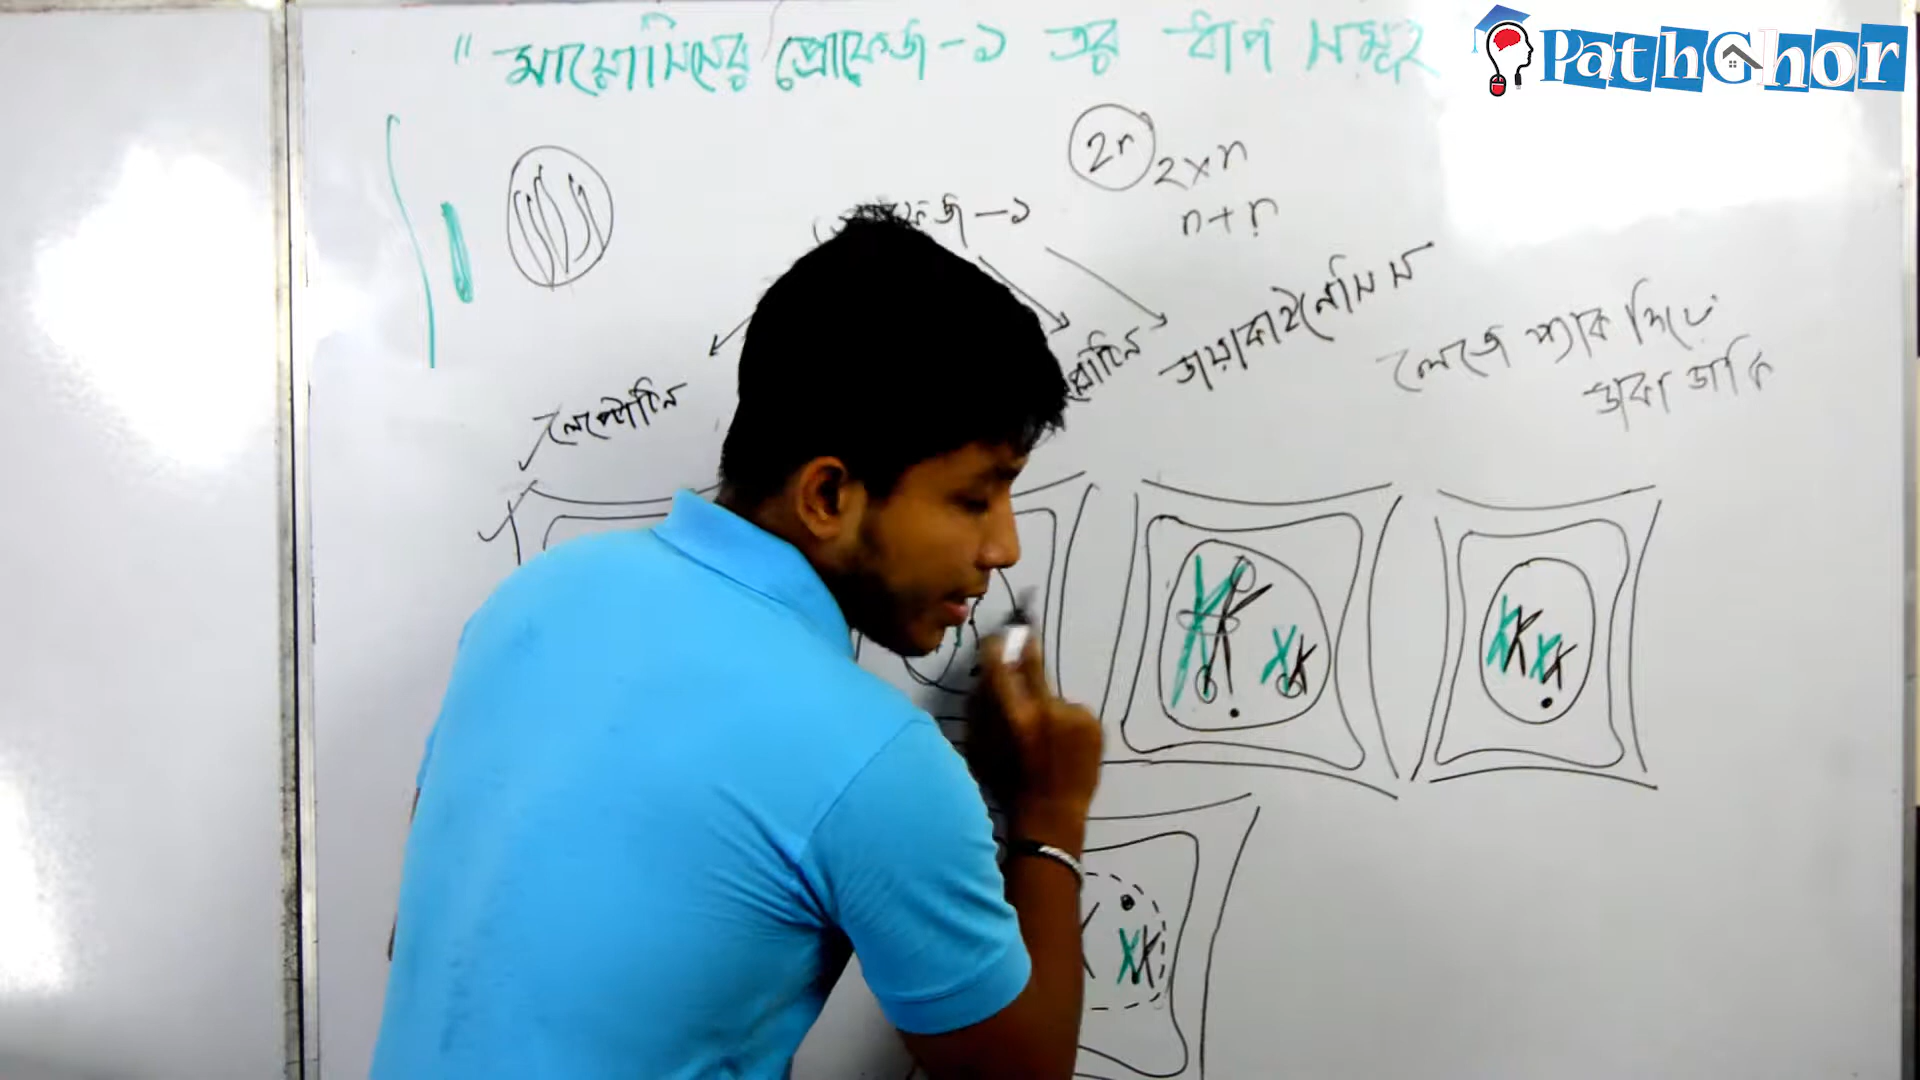 " মায়োসিসের প্রোফেজ-১ এর ধাপ সমূহ
PathGhor
2n 2×n
n+n
ফেজ-১
লেপ্টোটিন
ডায়াকাইনেসিস
লেজে প্যাক দিয়ে
ডাকা ডাকি